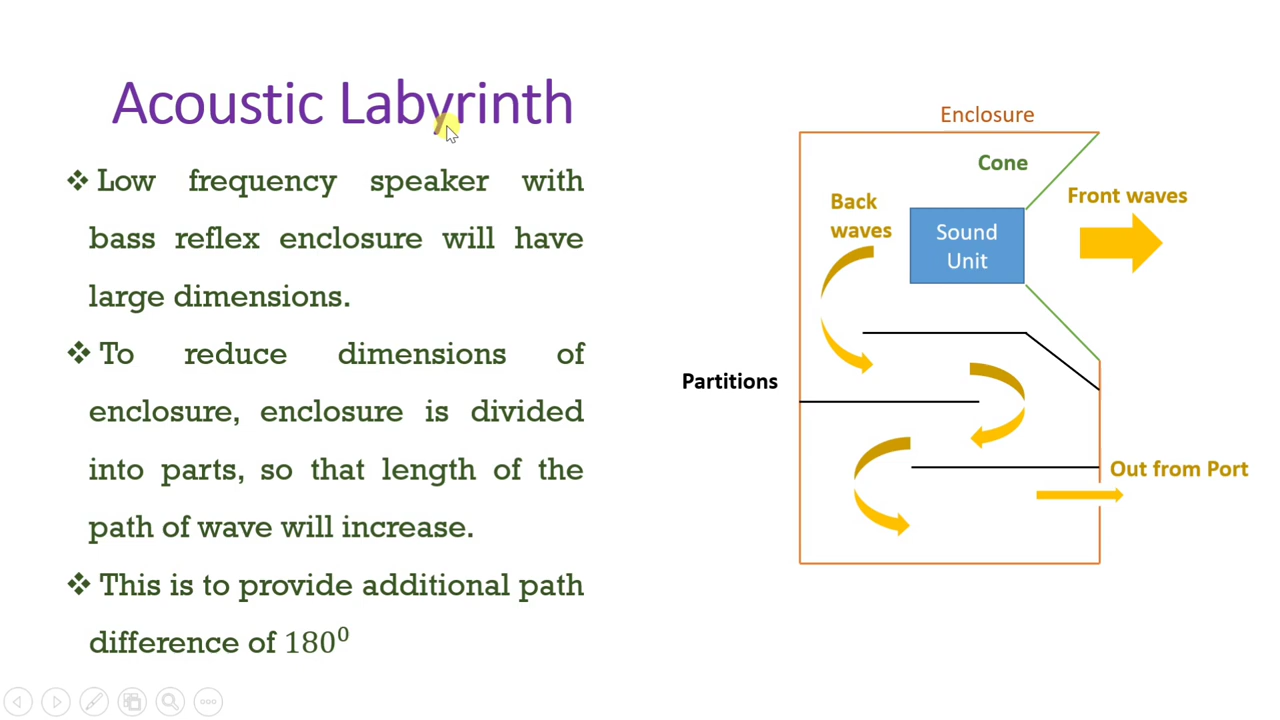 Acoustic Labyrinth
❖ Low frequency speaker with
bass reflex enclosure will have
large dimensions.
❖ To reduce dimensions of
enclosure, enclosure is divided
into parts, so that length of the
path of wave will increase.
❖ This is to provide additional path
difference of 180⁰
Enclosure
Cone
Back
waves
Front waves
Sound
Unit
Partitions
Out from Port